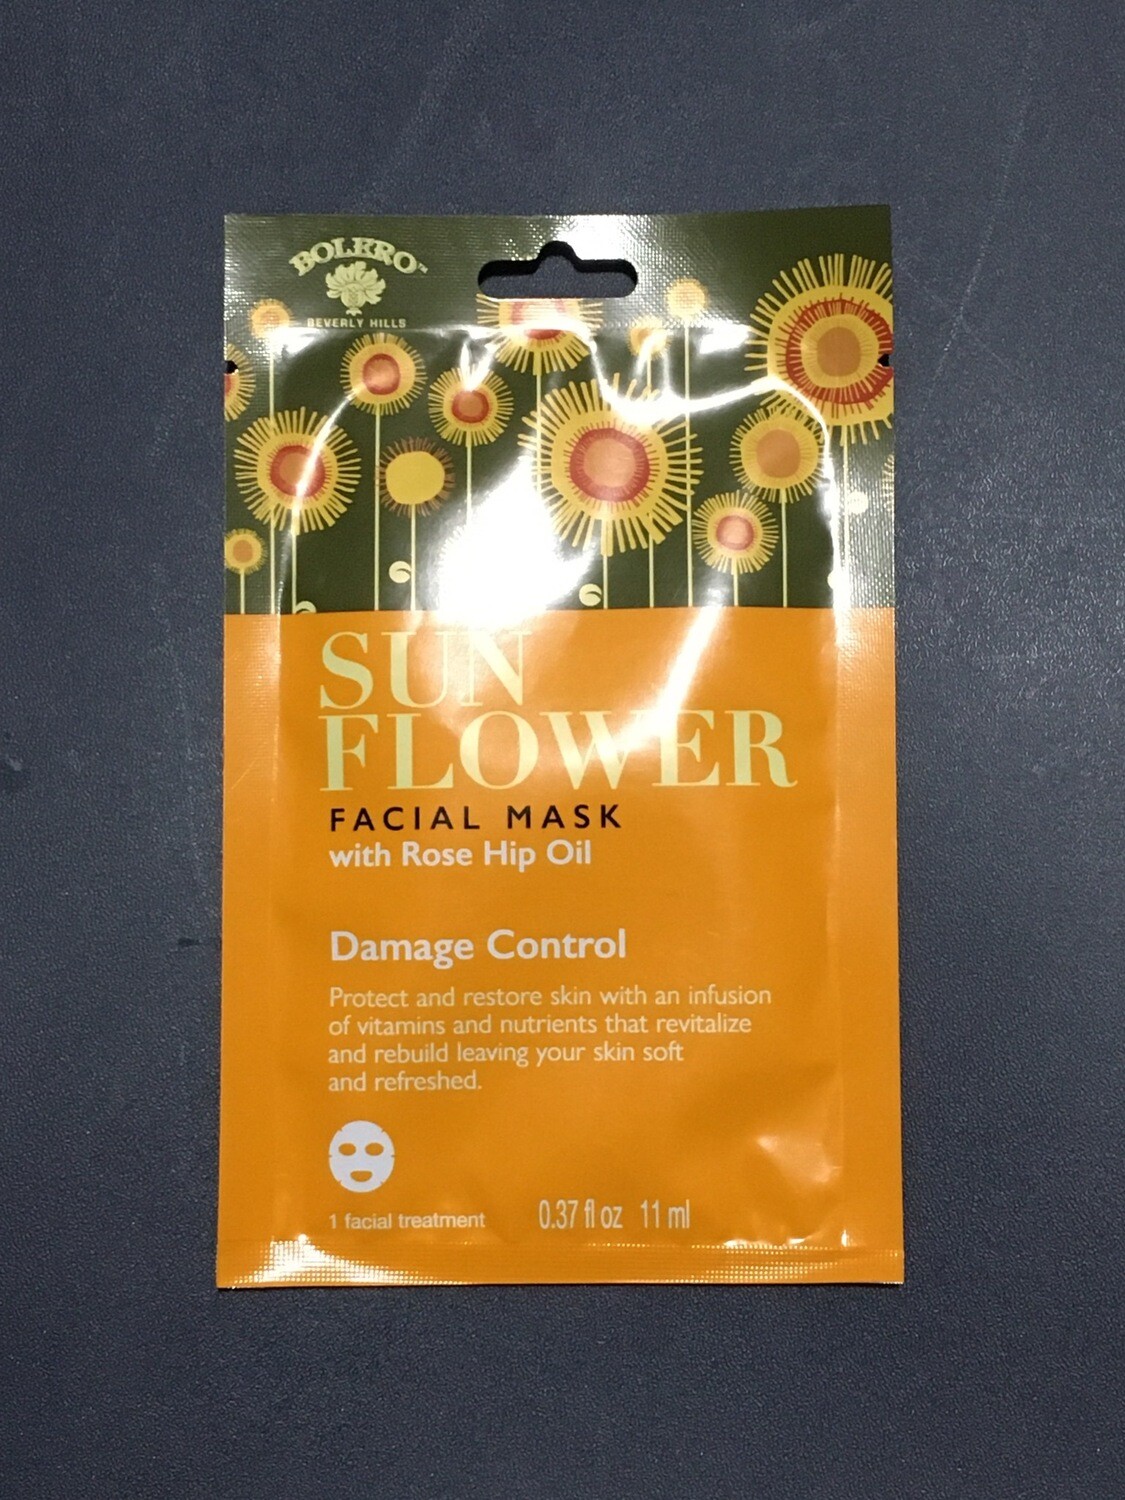 BOLERO™
BEVERLY HILLS
SUN
FLOWER
FACIAL MASK
with Rose Hip Oil
Damage Control
Protect and restore skin with an infusion
of vitamins and nutrients that revitalize
and rebuild leaving your skin soft
and refreshed.
1 facial treatment
0.37 fl oz 11 ml